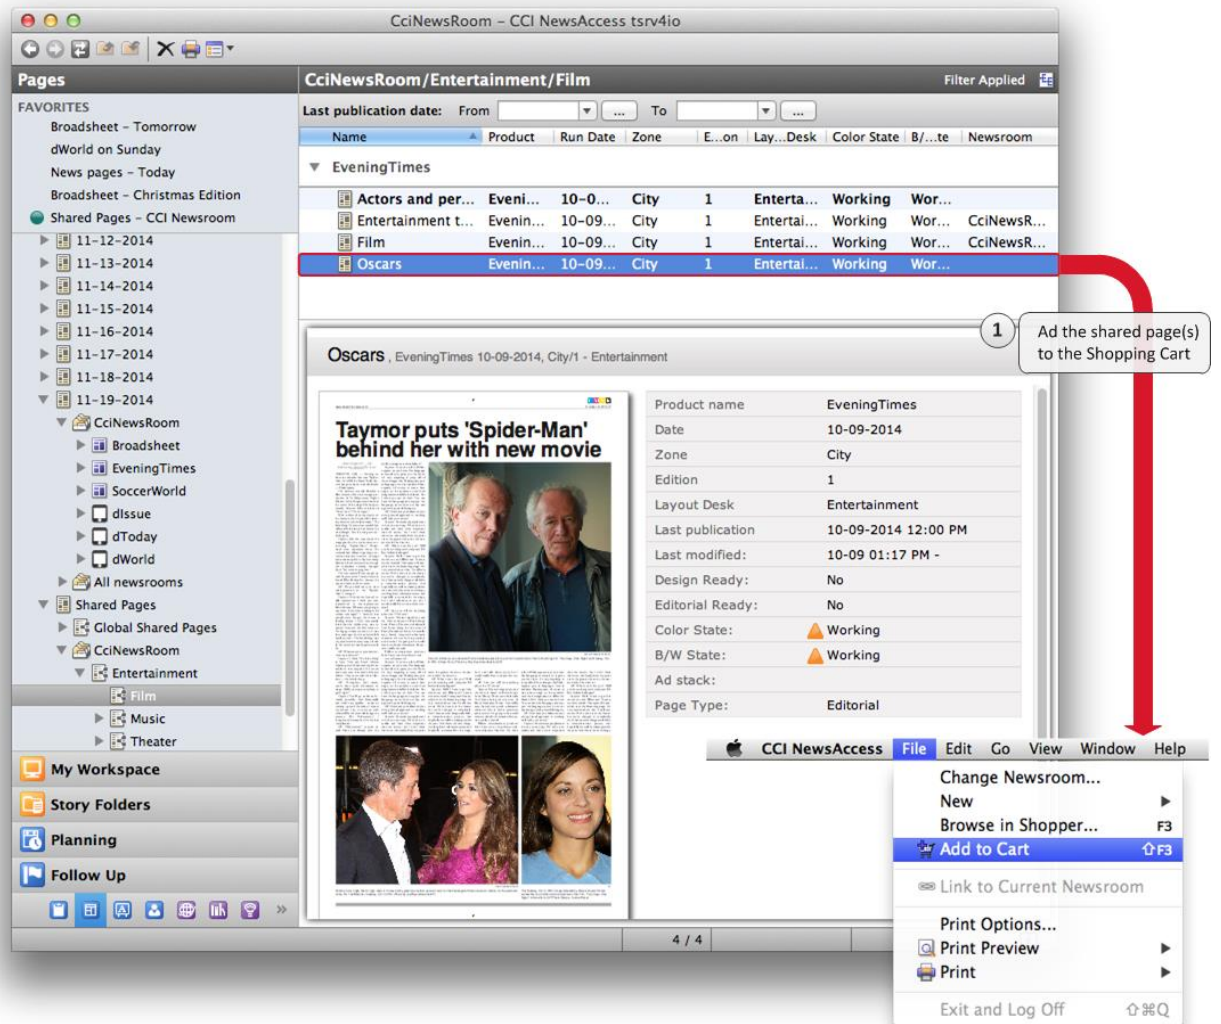 CciNewsRoom – CCI NewsAccess tsrv4io
Pages
CciNewsRoom/Entertainment/Film
Filter Applied
FAVORITES
Broadsheet – Tomorrow
dWorld on Sunday
News pages – Today
Broadsheet – Christmas Edition
Shared Pages – CCI Newsroom
11-12-2014
11-13-2014
11-14-2014
11-15-2014
11-16-2014
11-17-2014
11-18-2014
11-19-2014
CciNewsRoom
Broadsheet
EveningTimes
SoccerWorld
dIssue
dToday
dWorld
All newsrooms
Shared Pages
Global Shared Pages
CciNewsRoom
Entertainment
Film
Music
Theater
My Workspace
Story Folders
Planning
Follow Up
»
Last publication date: From ... To ...
Name Product Run Date Zone E...on Lay...Desk Color State B/...te Newsroom
EveningTimes
Actors and per... Eveni... 10-0... City 1 Enterta... Working Wor...
Entertainment t... Evenin... 10-09... City 1 Entertai... Working Wor... CciNewsR...
Film Evenin... 10-09... City 1 Entertai... Working Wor... CciNewsR...
Oscars Evenin... 10-09... City 1 Entertai... Working Wor...
1
Ad the shared page(s)
to the Shopping Cart
Oscars , EveningTimes 10-09-2014, City/1 - Entertainment
Taymor puts 'Spider-Man'
behind her with new movie
Product name EveningTimes
Date 10-09-2014
Zone City
Edition 1
Layout Desk Entertainment
Last publication 10-09-2014 12:00 PM
Last modified: 10-09 01:17 PM -
Design Ready: No
Editorial Ready: No
Color State: Working
B/W State: Working
Ad stack:
Page Type: Editorial
CCI NewsAccess File Edit Go View Window Help
Change Newsroom...
New
Browse in Shopper... F3
Add to Cart ⇧F3
Link to Current Newsroom
Print Options...
Print Preview
Print
Exit and Log Off ⇧⌘Q
4 / 4